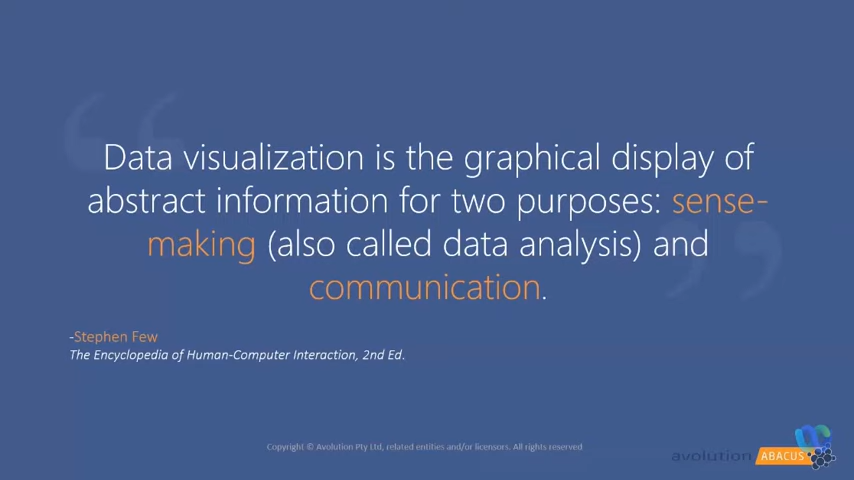 Data visualization is the graphical display of
abstract information for two purposes: sense-
making (also called data analysis) and
communication.
-Stephen Few
The Encyclopedia of Human-Computer Interaction, 2nd Ed.
Copyright © Avolution Pty Ltd, related entities and/or licensors. All rights reserved
avolution ABACUS